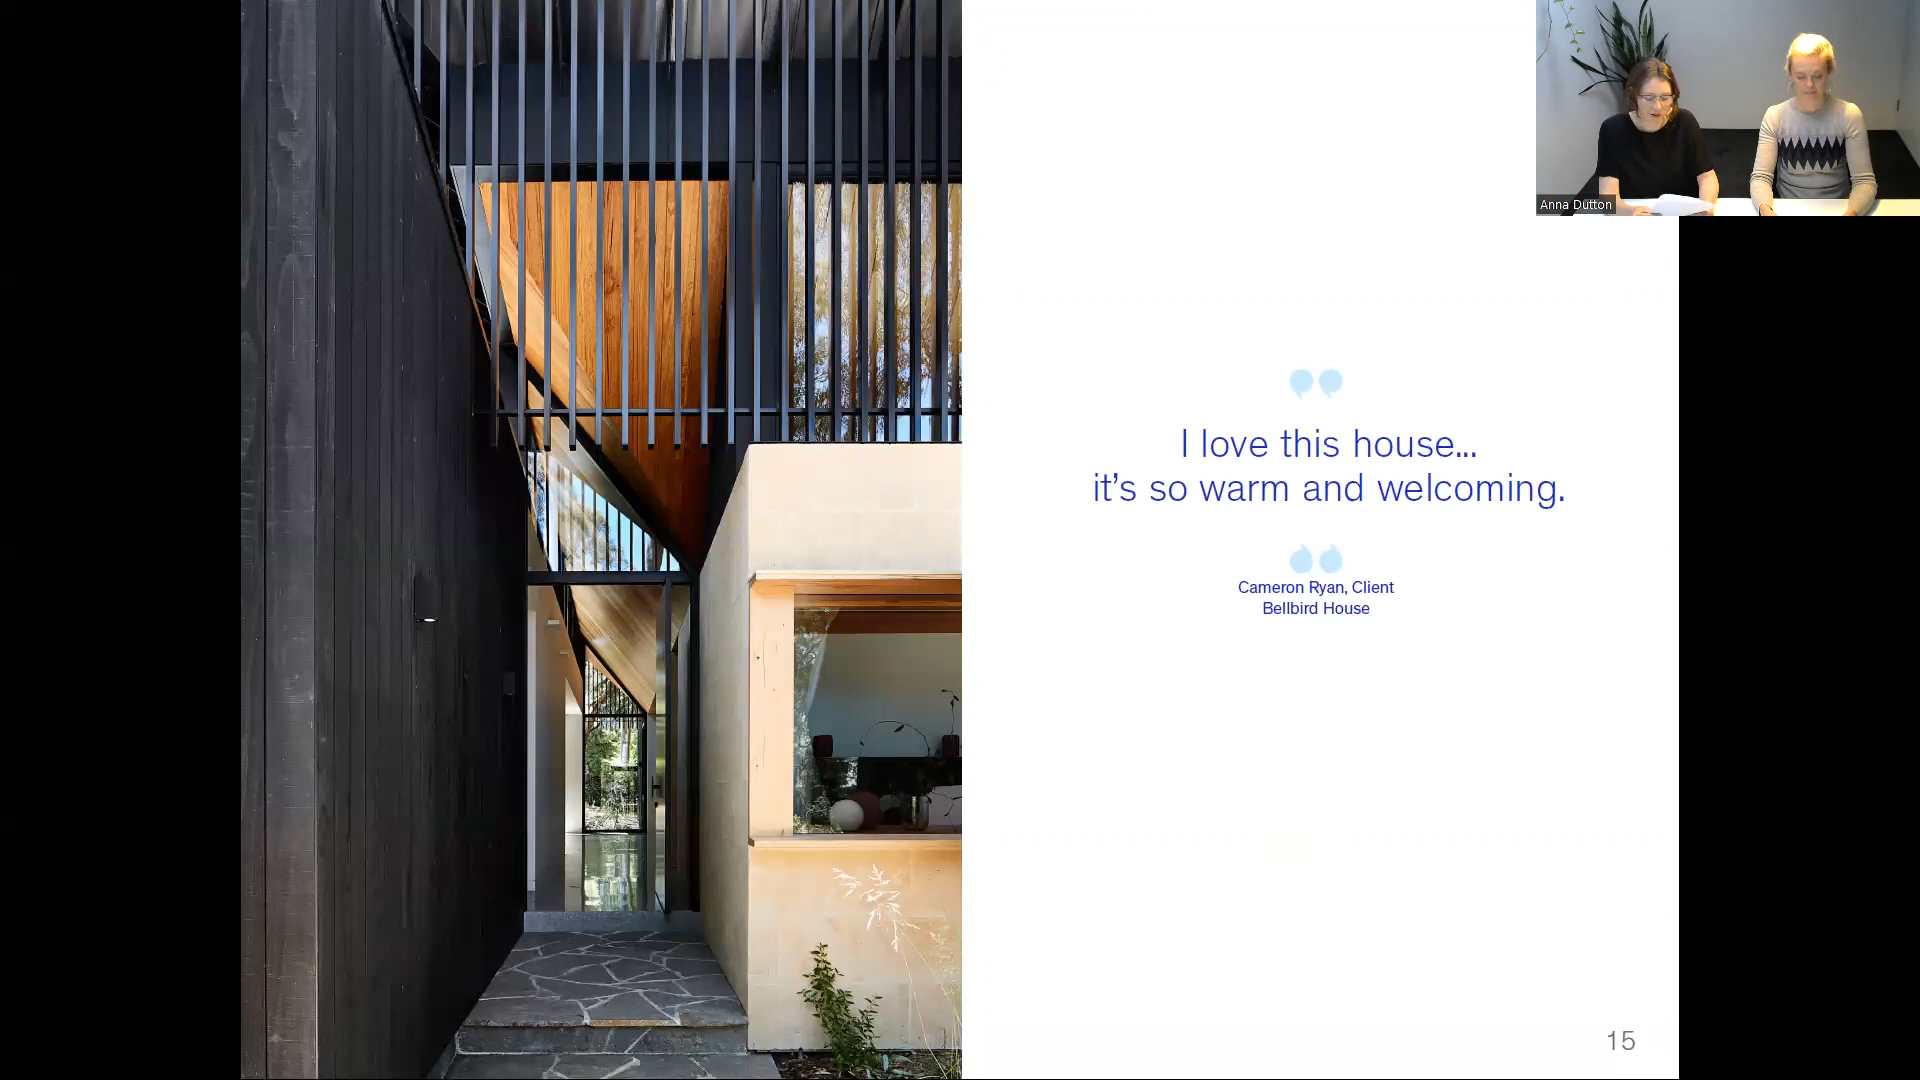 Anna Dutton
”
I love this house...
it’s so warm and welcoming.
“
Cameron Ryan, Client
Bellbird House
15